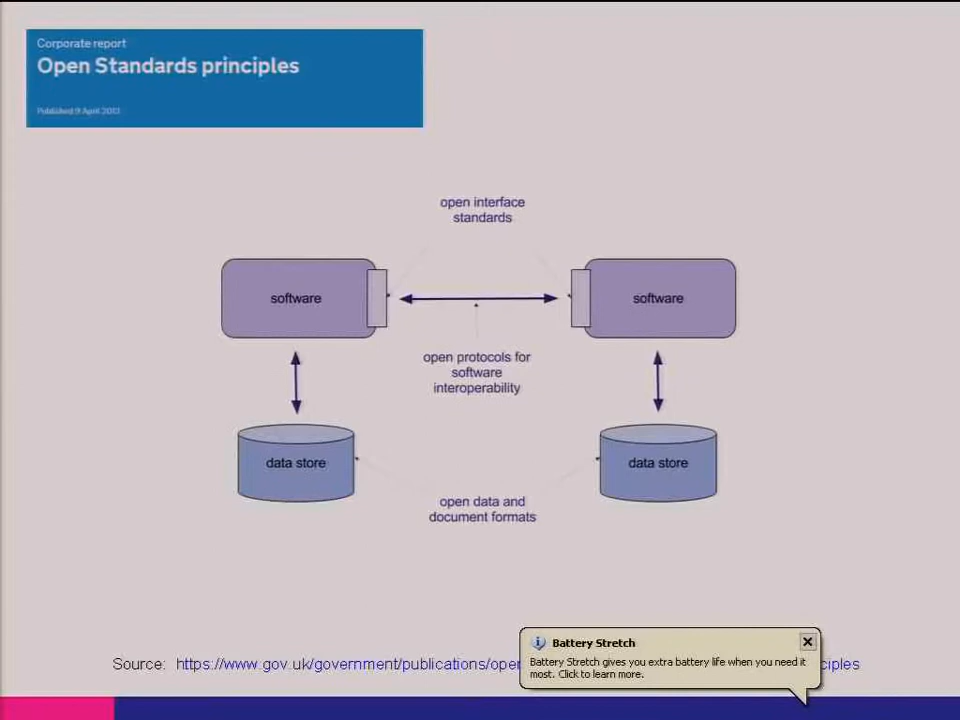 Corporate report
Open Standards principles
Published 9 April 2013
open interface
standards
software
software
open protocols for
software
interoperability
data store
data store
open data and
document formats
Battery Stretch
Battery Stretch gives you extra battery life when you need it
most. Click to learn more.
Source: https://www.gov.uk/government/publications/open ciples